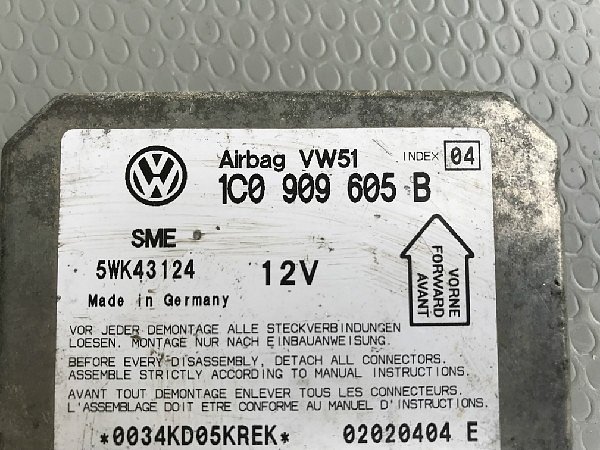 Airbag VW51 INDEX 04
1C0 909 605 B
SME
5WK43124 12V
Made in Germany
VORNE
FORWARD
AVANT
VOR JEDER DEMONTAGE ALLE STECKVERBINDUNGEN
LOESEN. MONTAGE NUR NACH EINBAUANWEISUNG.
BEFORE EVERY DISASSEMBLY, DETACH ALL CONNECTORS.
ASSEMBLE STRICTLY ACCORDING TO MANUAL INSTRUCTIONS.
AVANT TOUT DEMONTAGE ENLEVER TOUS LES CONNECTEURS.
L'ASSEMBLAGE DOIT ETRE CONFORME AU MANUEL D'INSTRUCTIONS.
*0034KD05KREK* 02020404 E